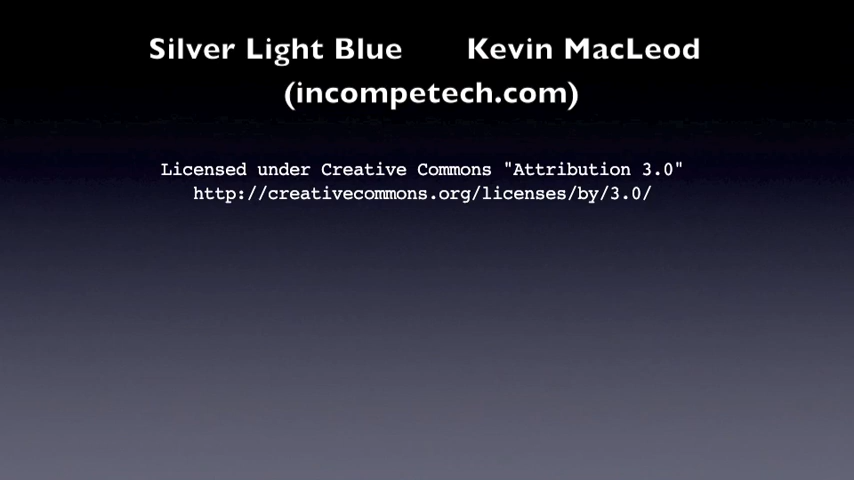 Silver Light Blue Kevin MacLeod
(incompetech.com)
Licensed under Creative Commons "Attribution 3.0"
http://creativecommons.org/licenses/by/3.0/